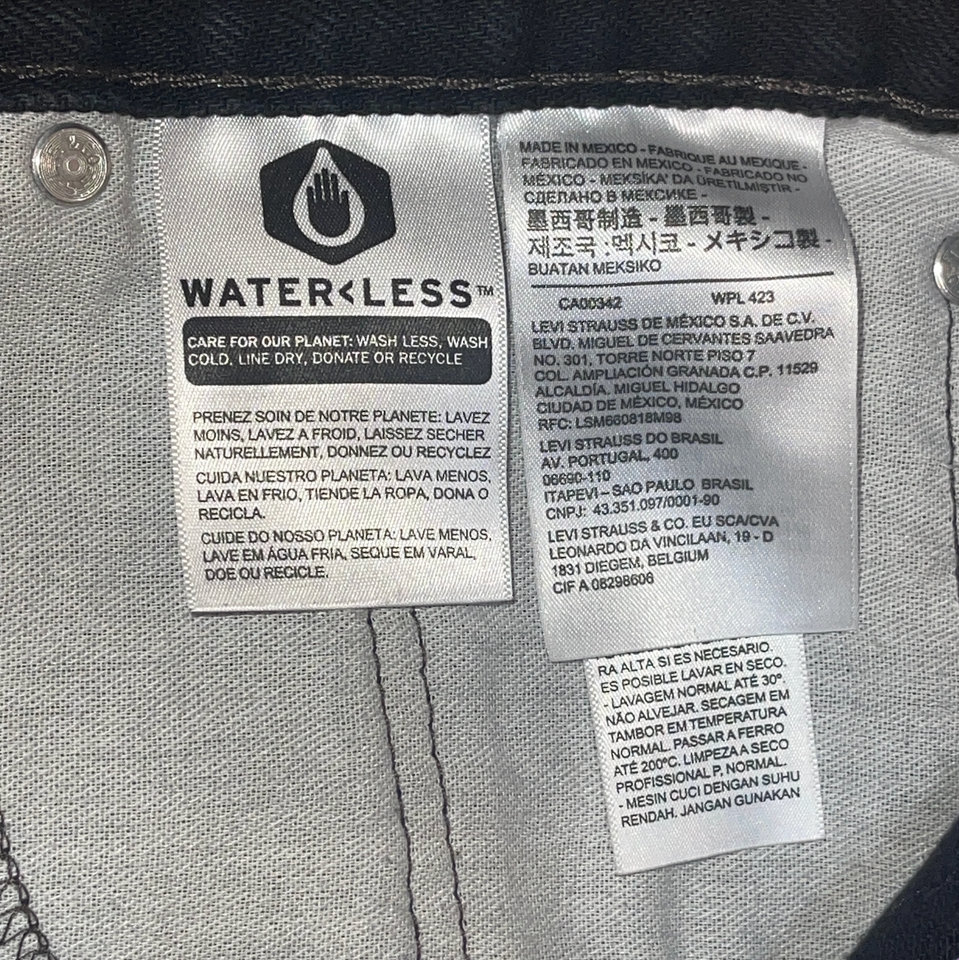 WATER<LESS™
CARE FOR OUR PLANET: WASH LESS, WASH
COLD, LINE DRY, DONATE OR RECYCLE
PRENEZ SOIN DE NOTRE PLANETE: LAVEZ
MOINS, LAVEZ A FROID, LAISSEZ SECHER
NATURELLEMENT, DONNEZ OU RECYCLEZ
CUIDA NUESTRO PLANETA: LAVA MENOS,
LAVA EN FRIO, TIENDE LA ROPA, DONA O
RECICLA.
CUIDE DO NOSSO PLANETA: LAVE MENOS,
LAVE EM ÁGUA FRIA, SEQUE EM VARAL,
DOE OU RECICLE.
MADE IN MEXICO - FABRIQUE AU MEXIQUE -
FABRICADO EN MEXICO - FABRICADO NO
MÉXICO - MEKSİKA' DA ÜRETİLMİŞTİR -
СДЕЛАНО В МЕКСИКЕ -
墨西哥制造 - 墨西哥製 -
제조국 :멕시코 - メキシコ製 -
BUATAN MEKSIKO
CA00342 WPL 423
LEVI STRAUSS DE MÉXICO S.A. DE C.V.
BLVD. MIGUEL DE CERVANTES SAAVEDRA
NO. 301, TORRE NORTE PISO 7
COL. AMPLIACIÓN GRANADA C.P. 11529
ALCALDÍA. MIGUEL HIDALGO
CIUDAD DE MÉXICO, MÉXICO
RFC: LSM660818M98
LEVI STRAUSS DO BRASIL
AV. PORTUGAL, 400
06690-110
ITAPEVI – SAO PAULO BRASIL
CNPJ: 43.351.097/0001-90
LEVI STRAUSS & CO. EU SCA/CVA
LEONARDO DA VINCILAAN, 19 - D
1831 DIEGEM, BELGIUM
CIF A 08298606
RA ALTA SI ES NECESARIO.
ES POSIBLE LAVAR EN SECO.
- LAVAGEM NORMAL ATÉ 30°.
NÃO ALVEJAR. SECAGEM EM
TAMBOR EM TEMPERATURA
NORMAL. PASSAR A FERRO
ATÉ 200°C. LIMPEZA A SECO
PROFISSIONAL P, NORMAL.
- MESIN CUCI DENGAN SUHU
RENDAH. JANGAN GUNAKAN